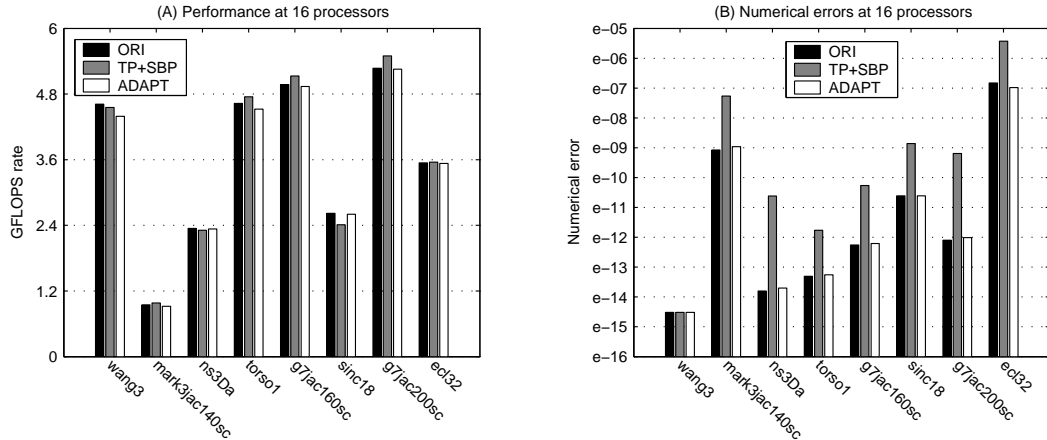 (A) Performance at 16 processors
6
4.8
3.6
2.4
1.2
0
GFLOPS rate
ORI
TP+SBP
ADAPT
wang3
mark3jac140sc
ns3Da
torso1
g7jac160sc
sinc18
g7jac200sc
ecl32
(B) Numerical errors at 16 processors
e−05
e−06
e−07
e−08
e−09
e−10
e−11
e−12
e−13
e−14
e−15
e−16
Numerical error
ORI
TP+SBP
ADAPT
wang3
mark3jac140sc
ns3Da
torso1
g7jac160sc
sinc18
g7jac200sc
ecl32